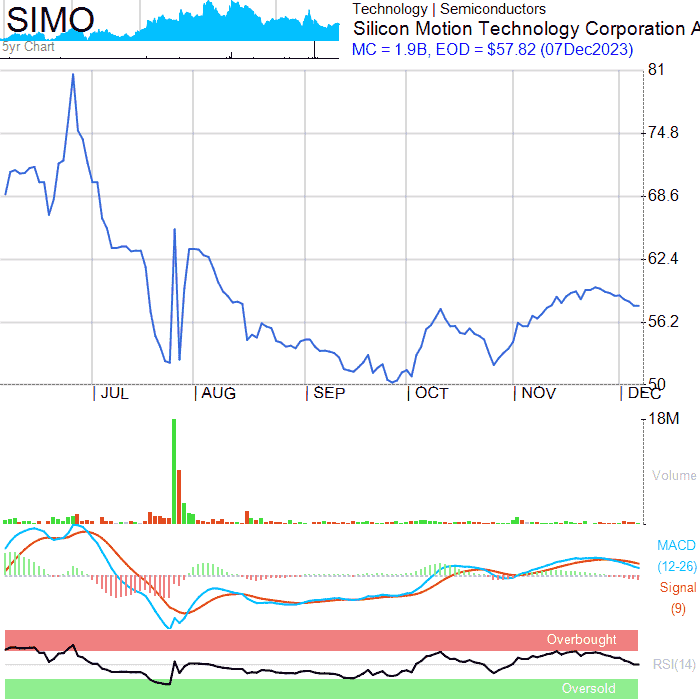 SIMO
5yr Chart
Technology | Semiconductors
Silicon Motion Technology Corporation A
MC = 1.9B, EOD = $57.82 (07Dec2023)
81
74.8
68.6
62.4
56.2
50
JUL AUG SEP OCT NOV DEC
18M
Volume
MACD
(12-26)
Signal
(9)
Overbought
RSI(14)
Oversold